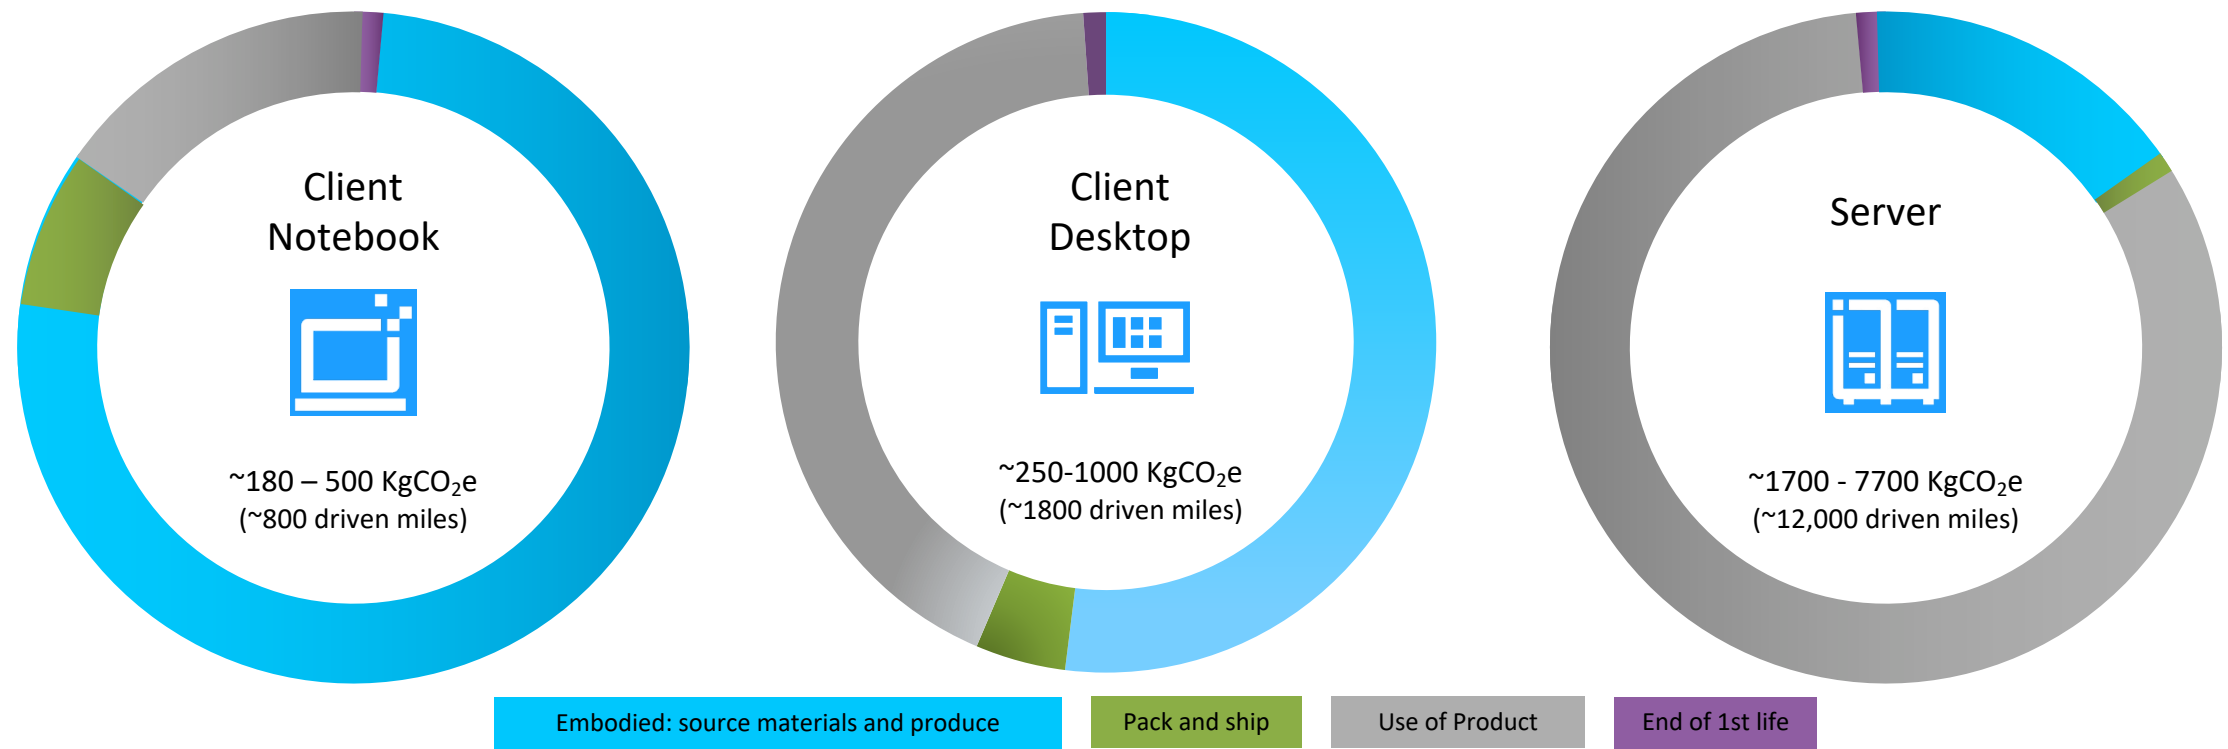 Client
Notebook
~180 – 500 KgCO₂e
(~800 driven miles)
Client
Desktop
~250-1000 KgCO₂e
(~1800 driven miles)
Server
~1700 - 7700 KgCO₂e
(~12,000 driven miles)
Embodied: source materials and produce
Pack and ship
Use of Product
End of 1st life